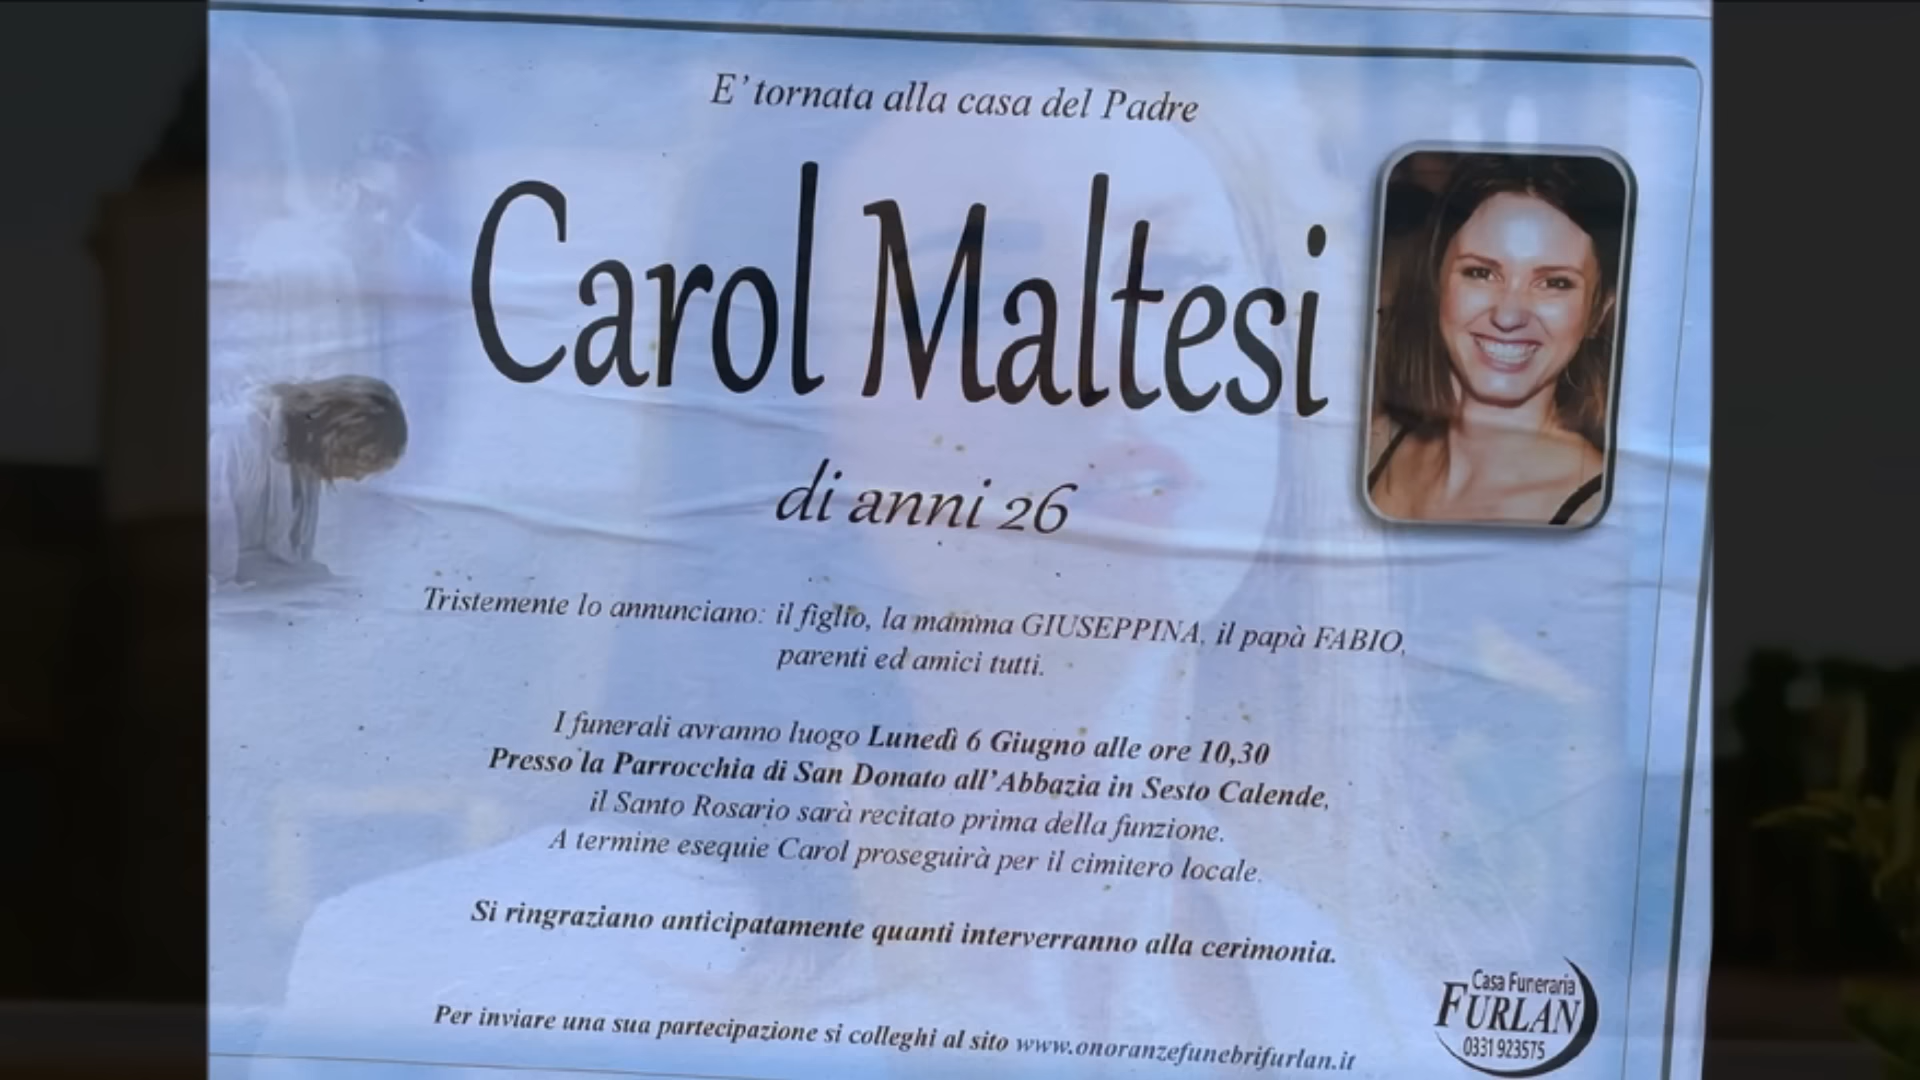 E' tornata alla casa del Padre
Carol Maltesi
di anni 26
Tristemente lo annunciano: il figlio, la mamma GIUSEPPINA, il papà FABIO,
parenti ed amici tutti.
I funerali avranno luogo Lunedì 6 Giugno alle ore 10,30
Presso la Parrocchia di San Donato all'Abbazia in Sesto Calende,
il Santo Rosario sarà recitato prima della funzione.
A termine esequie Carol proseguirà per il cimitero locale.
Si ringraziano anticipatamente quanti interverranno alla cerimonia.
Per inviare una sua partecipazione si colleghi al sito www.onoranzefunebrifurlan.it
Casa Funeraria
FURLAN
0331 923575